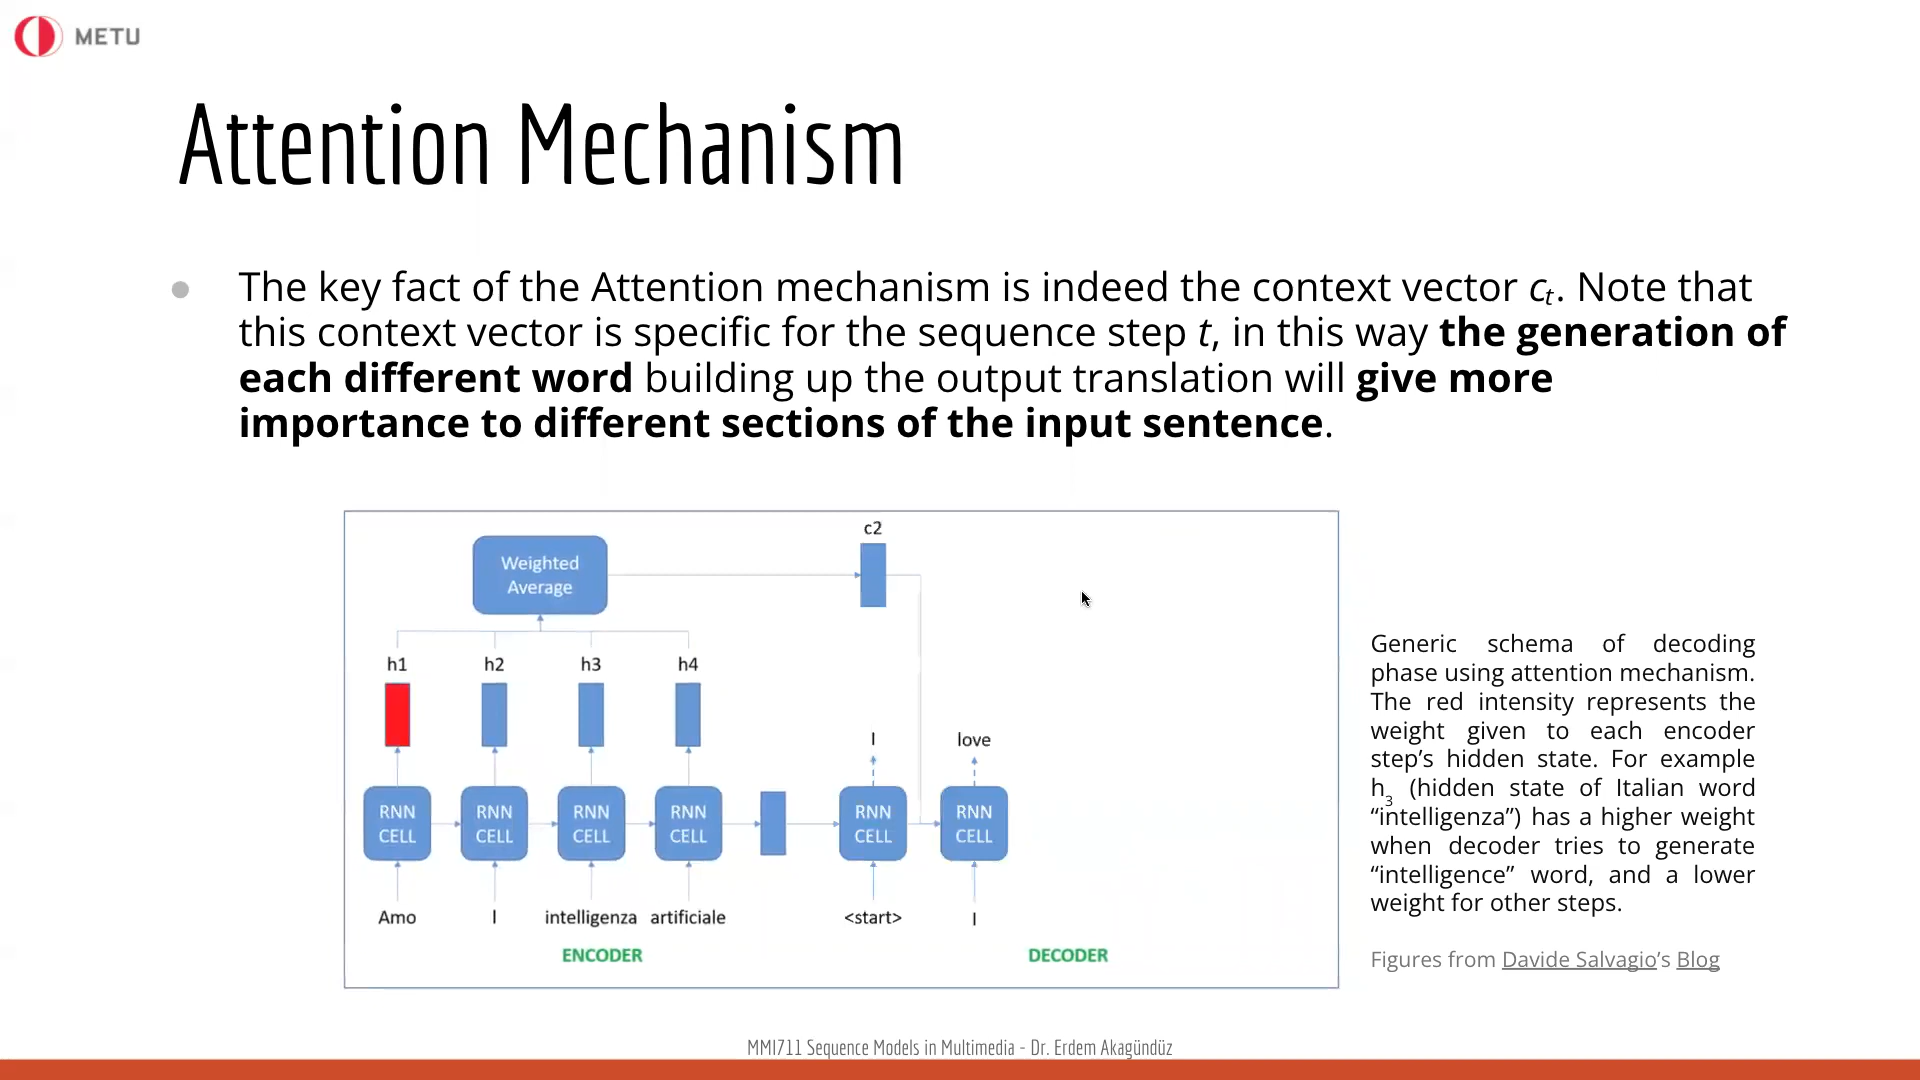 METU
Attention Mechanism
The key fact of the Attention mechanism is indeed the context vector cₜ. Note that
this context vector is specific for the sequence step t, in this way the generation of
each different word building up the output translation will give more
importance to different sections of the input sentence.
c2
Weighted
Average
h1 h2 h3 h4
I love
RNN CELL RNN CELL RNN CELL RNN CELL RNN CELL RNN CELL
Amo l intelligenza artificiale <start> I
ENCODER DECODER
Generic schema of decoding
phase using attention mechanism.
The red intensity represents the
weight given to each encoder
step’s hidden state. For example
h₃ (hidden state of Italian word
“intelligenza”) has a higher weight
when decoder tries to generate
“intelligence” word, and a lower
weight for other steps.
Figures from Davide Salvagio’s Blog
MMI711 Sequence Models in Multimedia - Dr. Erdem Akagündüz